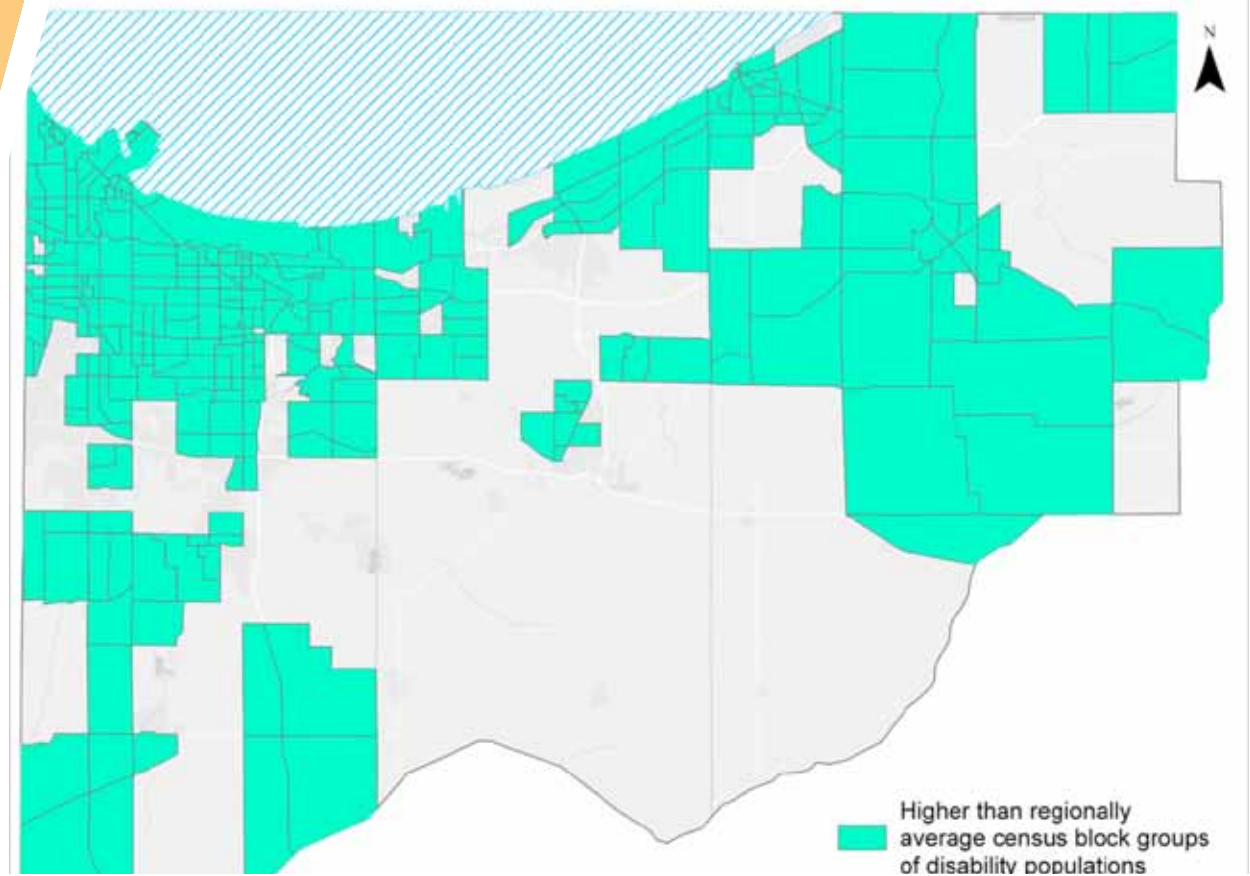 N
Higher than regionally
average census block groups
of disability populations